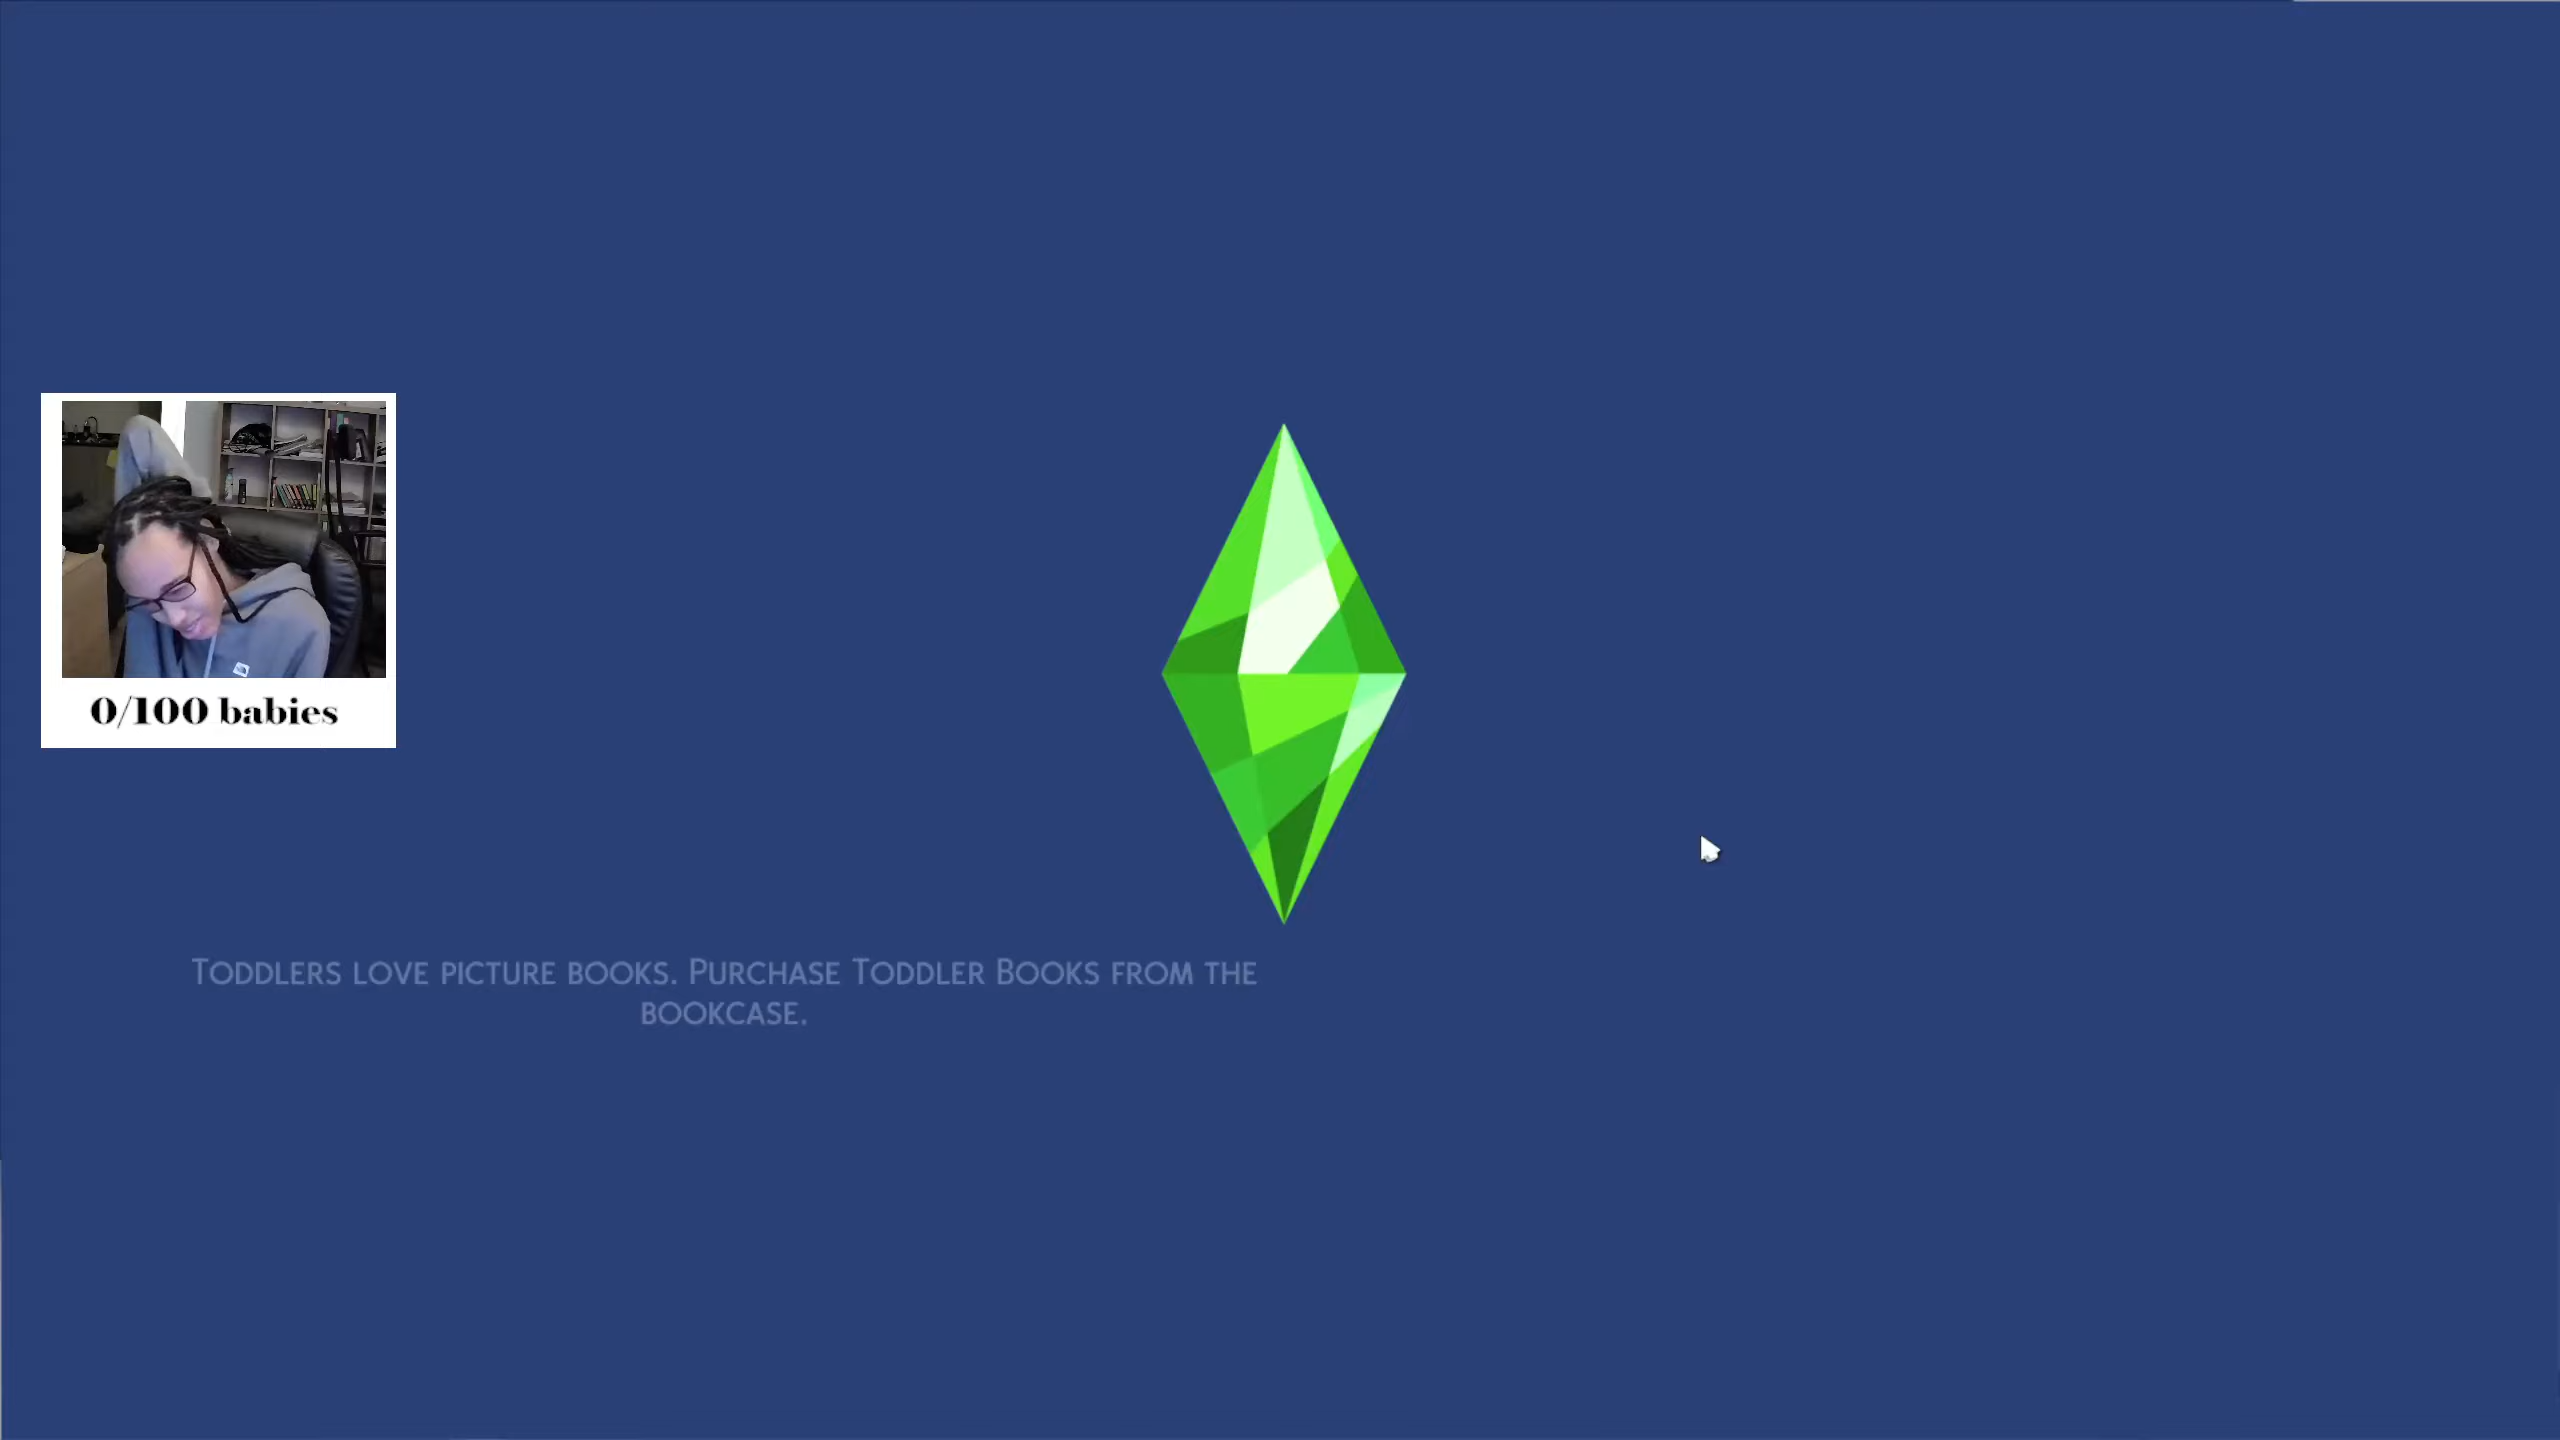 0/100 babies
Toddlers love picture books. Purchase Toddler Books from the
bookcase.